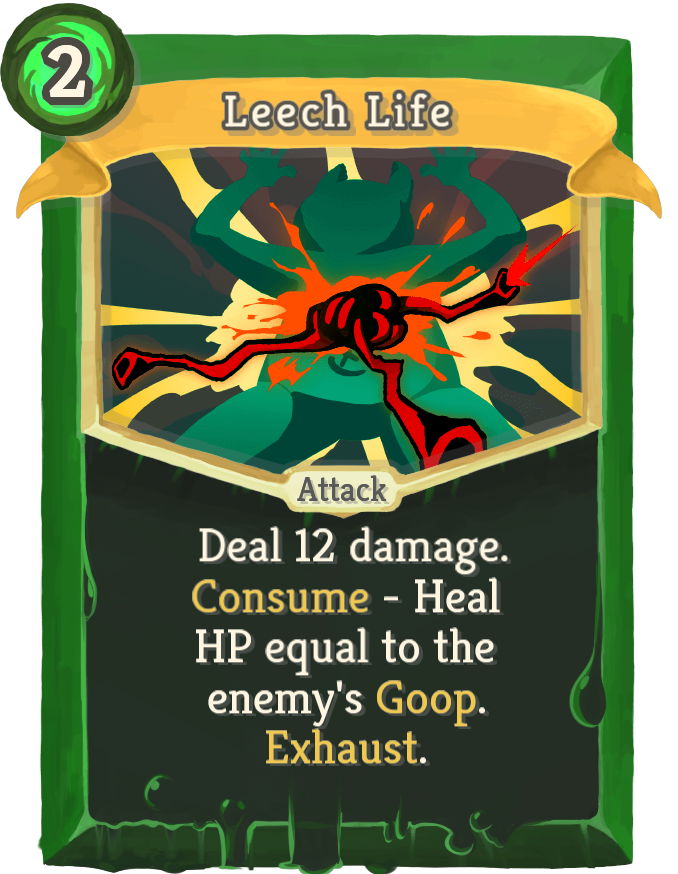 2
Leech Life
Attack
Deal 12 damage.
Consume - Heal
HP equal to the
enemy's Goop.
Exhaust.